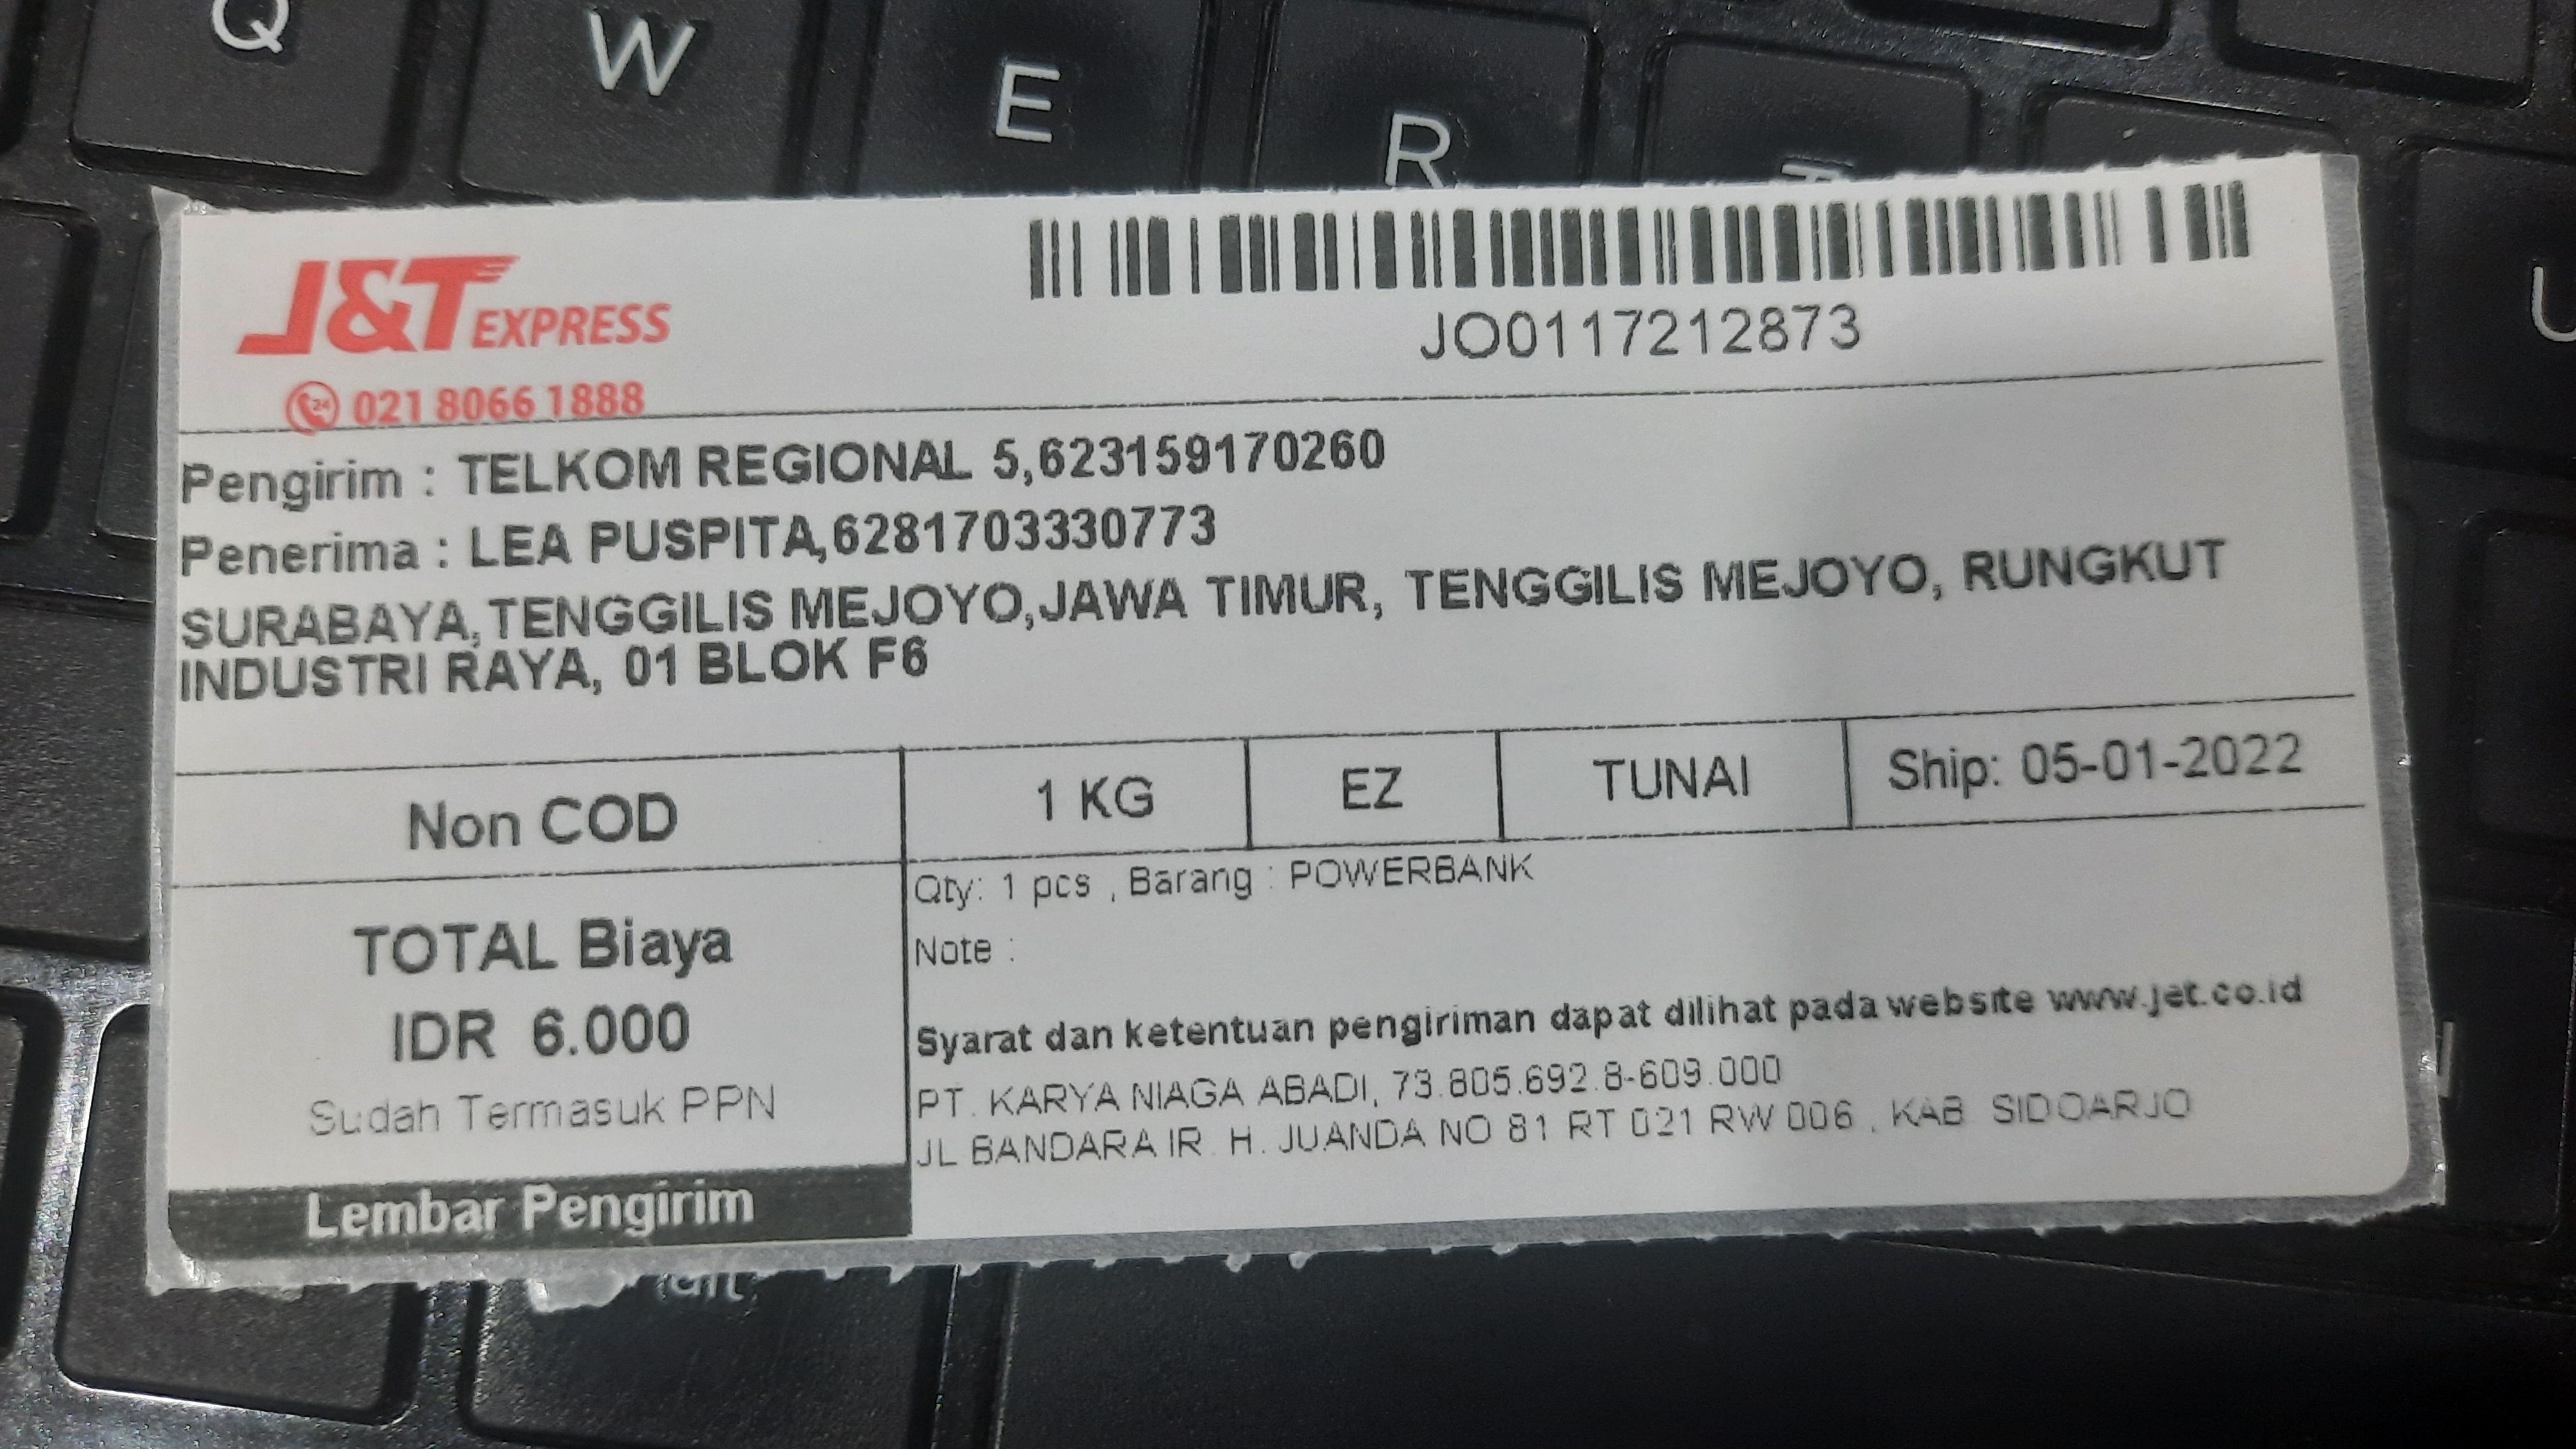 J&T EXPRESS
24 021 8066 1888
JO0117212873
Pengirim : TELKOM REGIONAL 5,623159170260
Penerima : LEA PUSPITA,6281703330773
SURABAYA,TENGGILIS MEJOYO,JAWA TIMUR, TENGGILIS MEJOYO, RUNGKUT
INDUSTRI RAYA, 01 BLOK F6
Non COD
1 KG
EZ
TUNAI
Ship: 05-01-2022
TOTAL Biaya
IDR 6.000
Sudah Termasuk PPN
Lembar Pengirim
Qty: 1 pcs , Barang : POWERBANK
Note :
Syarat dan ketentuan pengiriman dapat dilihat pada website www.jet.co.id
PT. KARYA NIAGA ABADI, 73.805.692.8-609.000
JL BANDARA IR. H. JUANDA NO 81 RT 021 RW 006 , KAB SIDOARJO
Q
W
E
R
U